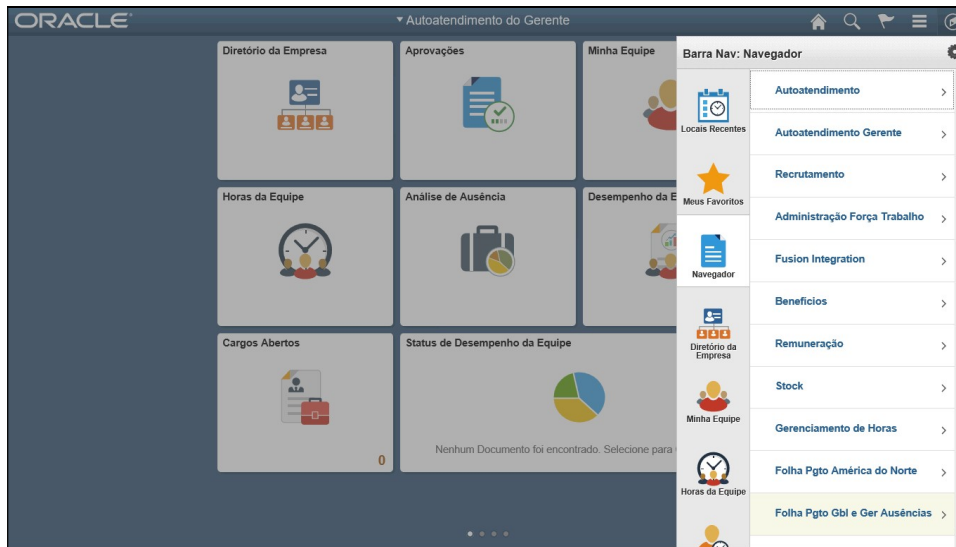 ORACLE
Autoatendimento do Gerente
Diretório da Empresa
Aprovações
Minha Equipe
Horas da Equipe
Análise de Ausência
Desempenho da E
Cargos Abertos
0
Status de Desempenho da Equipe
Nenhum Documento foi encontrado. Selecione para
Barra Nav: Navegador
Locais Recentes
Meus Favoritos
Navegador
Diretório da
Empresa
Minha Equipe
Horas da Equipe
Autoatendimento
Autoatendimento Gerente
Recrutamento
Administração Força Trabalho
Fusion Integration
Benefícios
Remuneração
Stock
Gerenciamento de Horas
Folha Pgto América do Norte
Folha Pgto Gbl e Ger Ausências